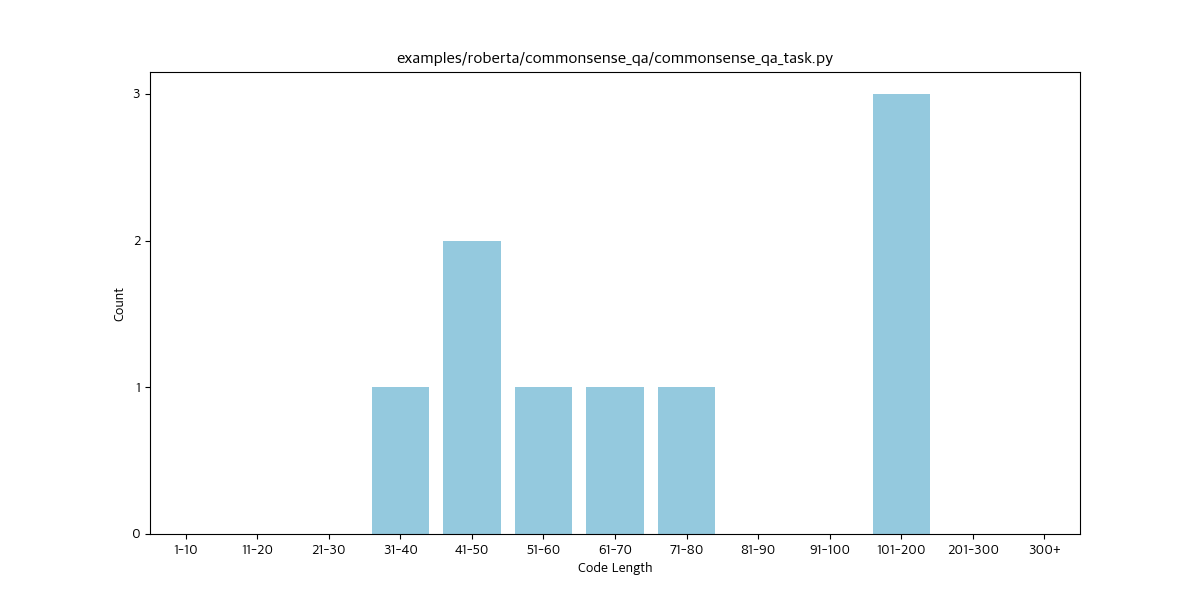 examples/roberta/commonsense_qa/commonsense_qa_task.py
3
2
1
0
Count
1-10 11-20 21-30 31-40 41-50 51-60 61-70 71-80 81-90 91-100 101-200 201-300 300+
Code Length